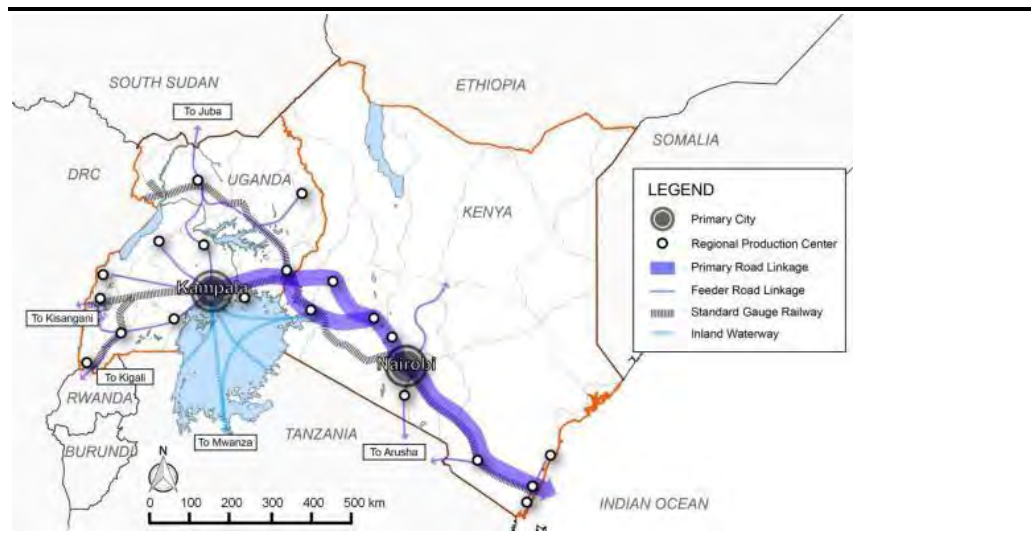 SOUTH SUDAN
ETHIOPIA
To Juba
SOMALIA
DRC
UGANDA
LEGEND
KENYA
Primary City
Regional Production Center
Primary Road Linkage
Kampala
Feeder Road Linkage
Standard Gauge Railway
To Kisangani
Inland Waterway
Nairobi
To Kigali
RWANDA
To Mwanza
TANZANIA
BURUNDI
To Arusha
N
0 100 200 300 400 500 km
INDIAN OCEAN